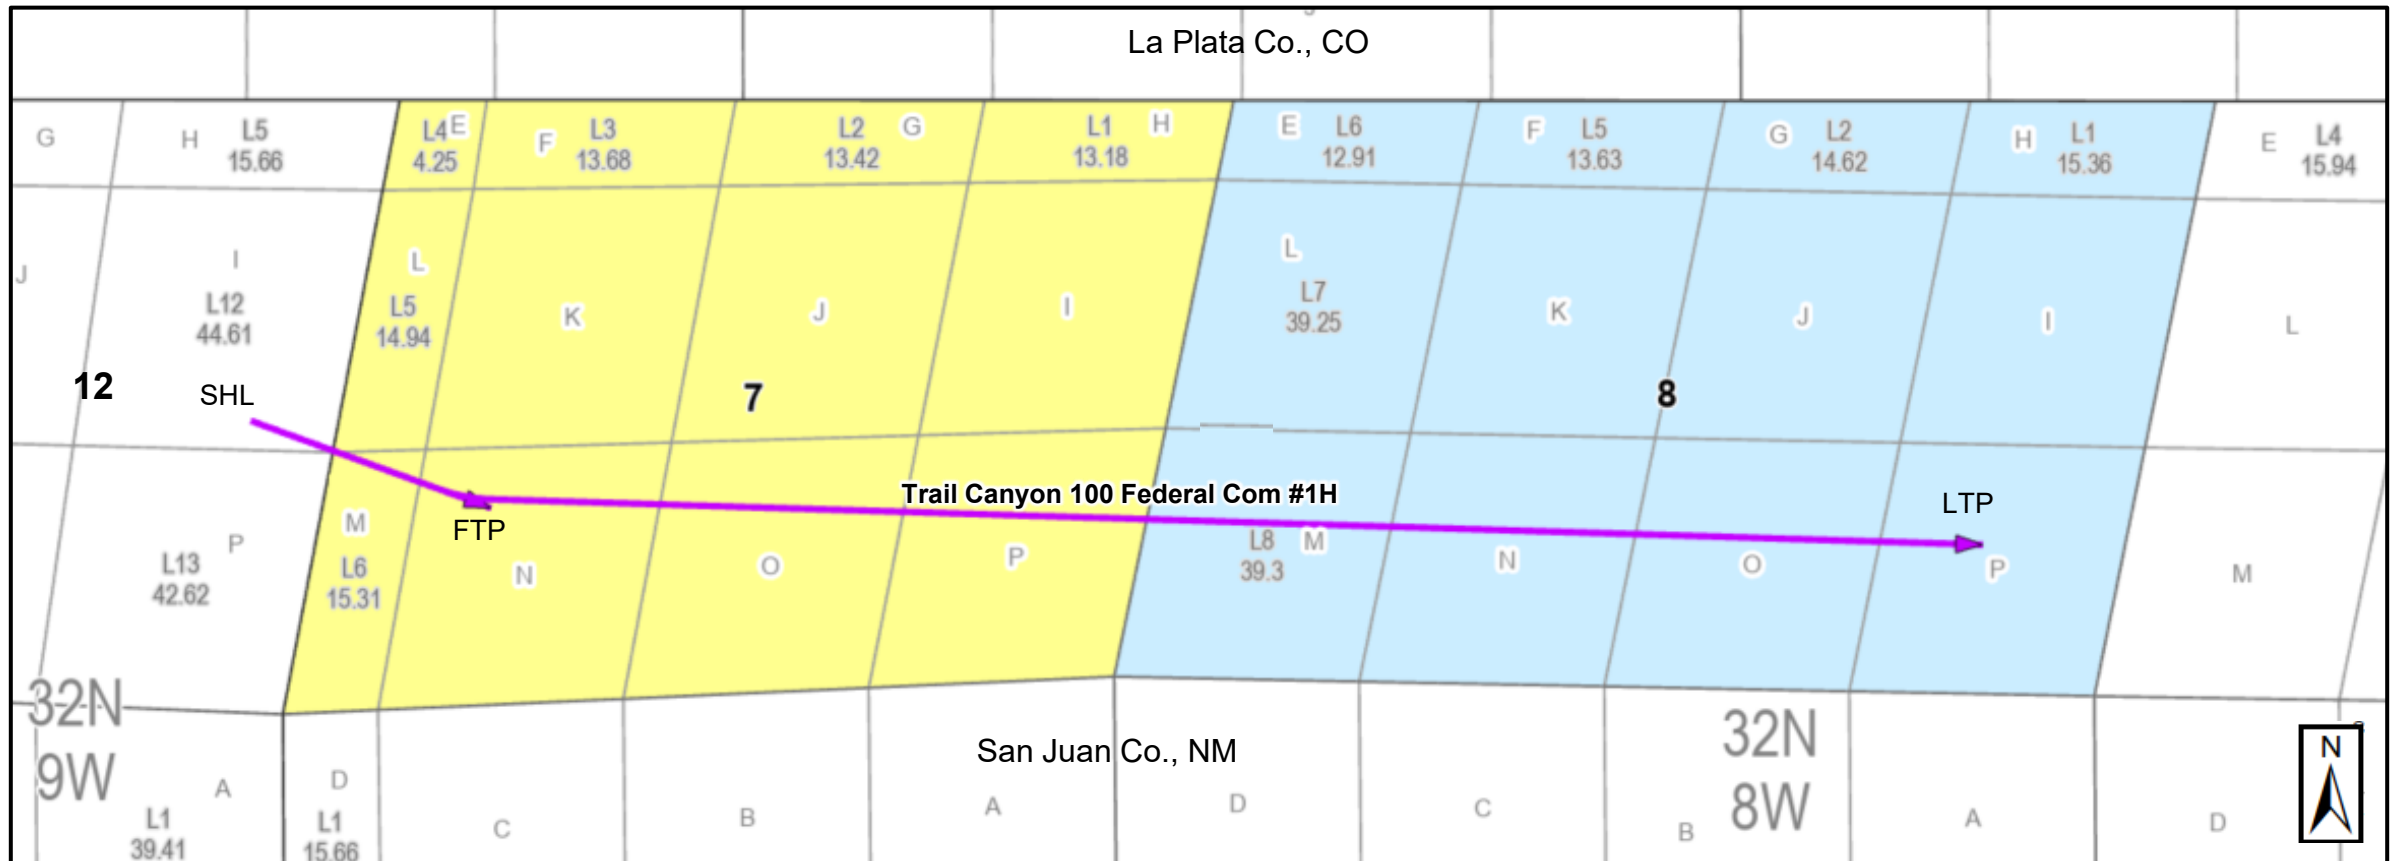 La Plata Co., CO
G
H
L5
15.66
L4
E
4.25
F
L3
13.68
L2
G
13.42
L1
H
13.18
E
L6
12.91
F
L5
13.63
G
L2
14.62
H
L1
15.36
E
L4
15.94
J
I
L12
44.61
L
L5
14.94
K
J
I
L
L7
39.25
K
J
I
L
12
SHL
7
8
Trail Canyon 100 Federal Com #1H
LTP
FTP
P
L13
42.62
M
L6
15.31
N
O
P
L8
M
39.3
N
O
P
M
32N
9W
San Juan Co., NM
32N
8W
N
A
L1
39.41
D
L1
15.66
C
B
A
D
C
B
A
D